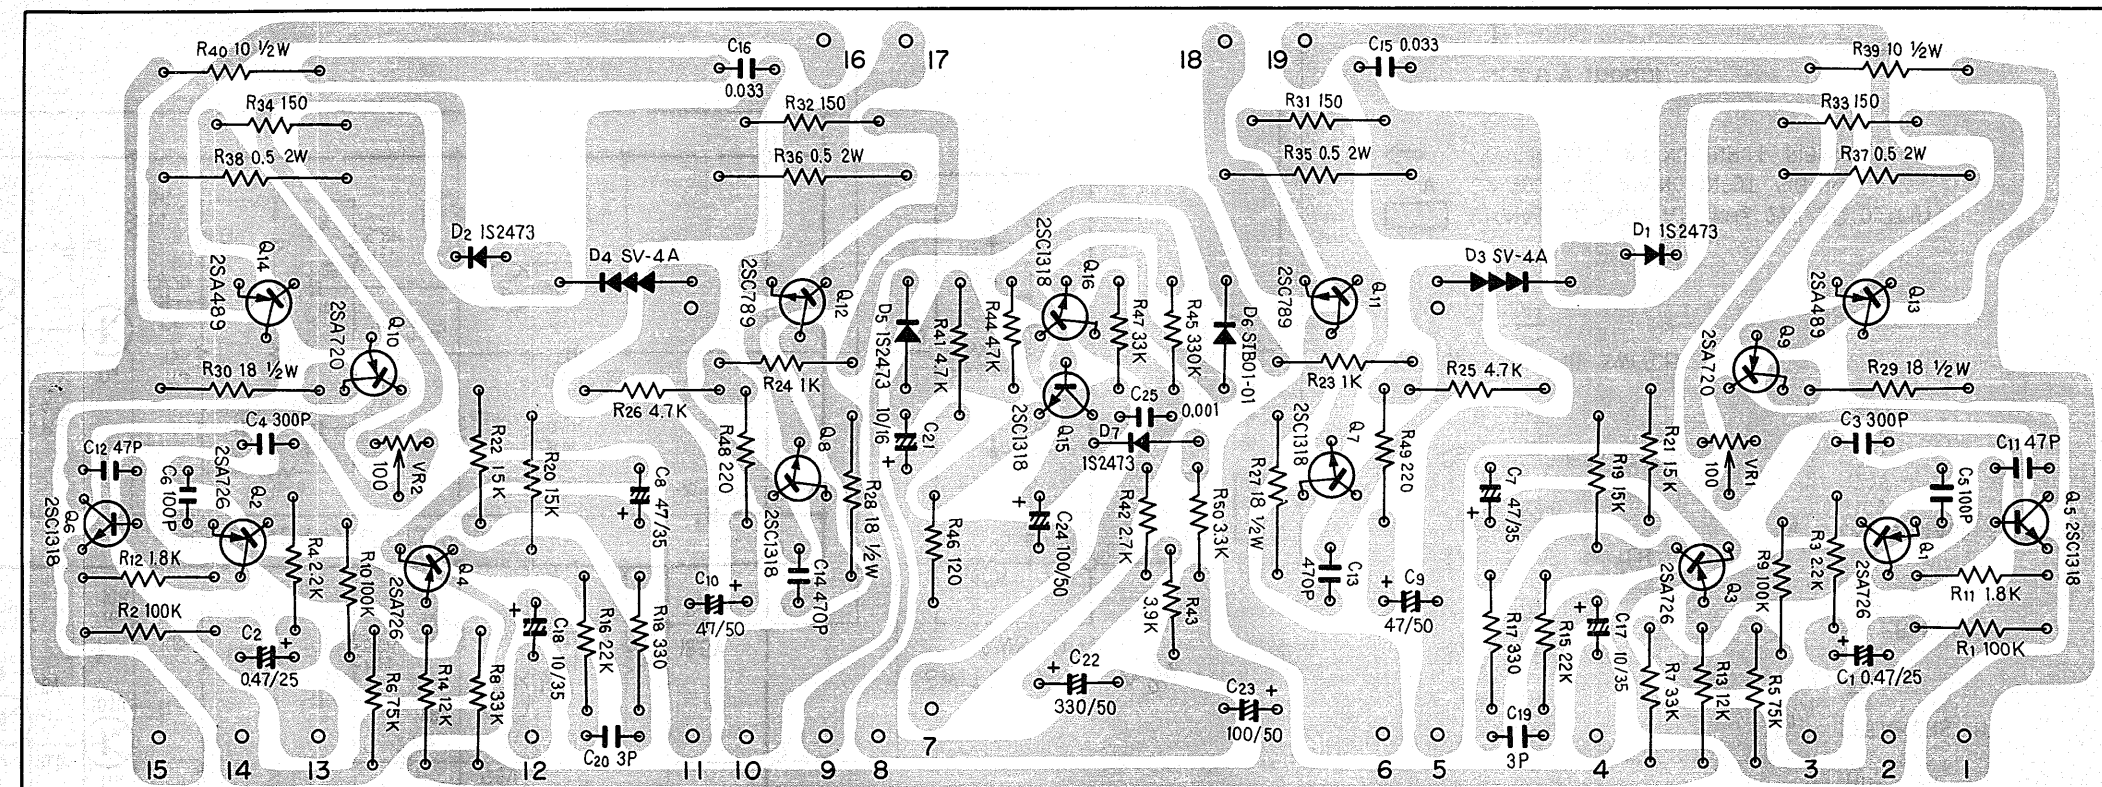 R40 10 ½W
C16
0.033
16
17
18
19
C15 0.033
R39 10 ½W
R34 150
R32 150
R31 150
R33 150
R38 0.5 2W
R36 0.5 2W
R35 0.5 2W
R37 0.5 2W
D2 1S2473
D4 SV-4A
D3 SV-4A
D1 1S2473
Q14
2SA489
Q10
2SA720
Q12
2SC789
D5 1S2473
R41 4.7K
R44 47K
Q16
2SC1318
R47 33K
R45 330K
D6 SIB01-01
Q11
2SC789
Q9
2SA720
Q13
2SA489
R30 18 ½W
R26 4.7K
R24 1K
R23 1K
R25 4.7K
R29 18 ½W
C4 300P
C12 47P
C6 100P
2SA726
Q2
Q6
2SC1318
100
VR2
R22 15K
R20 15K
C8 47/35
+
R48 220
Q8
2SC1318
R28 18 ½W
10/16
C21
+
Q15
2SC1318
C25
0.001
D7
1S2473
R27 18 ½W
Q7
2SC1318
R49 220
C7 47/35
+
R19 15K
R21 15K
100
VR1
C3 300P
C11 47P
C5 100P
Q5 2SC1318
R12 1.8K
R2 100K
C2
+
0.47/25
R4 2.2K
R10 100K
Q4
2SA726
+
C18 10/35
R16 22K
R18 330
C10
+
47/50
C14 470P
R46 120
+
C24 100/50
R42 2.7K
R50 3.3K
R43
3.9K
C13
470P
C9
+
47/50
R17 330
R15 22K
+
C17 10/35
Q3
2SA726
R9 100K
R3 2.2K
Q1
2SA726
R11 1.8K
R1 100K
+
C1 0.47/25
R6 75K
R14 12K
R8 33K
C20 3P
+
C22
330/50
C23
+
100/50
C19
3P
R7 33K
R13 12K
R5 75K
15
14
13
12
11
10
9
8
7
6
5
4
3
2
1